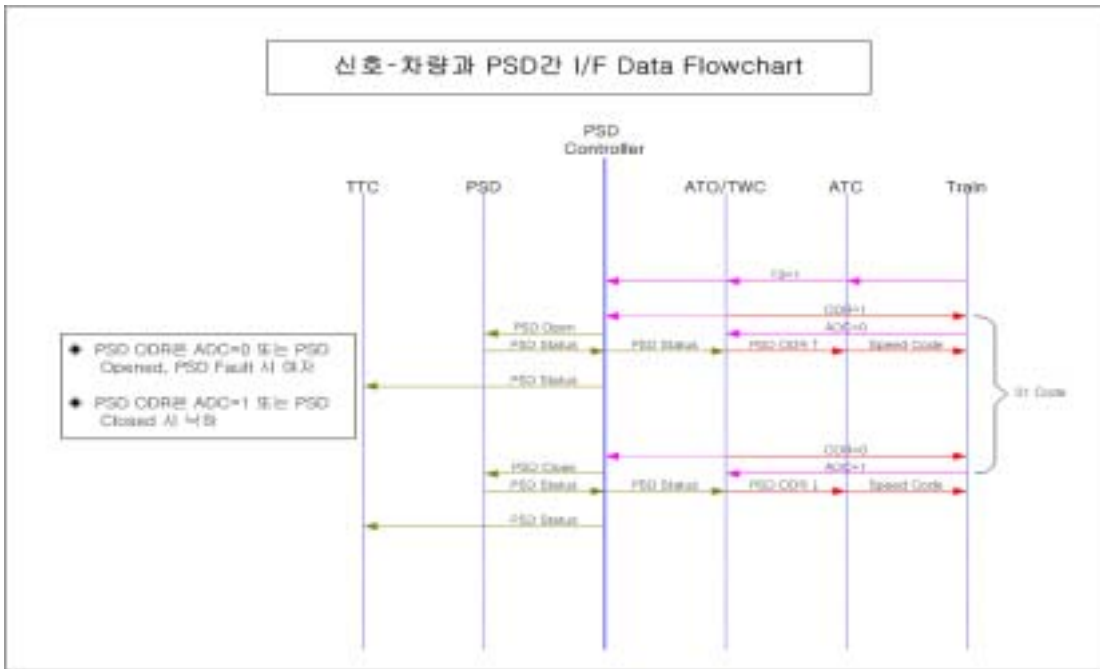 신호-차량과 PSD간 I/F Data Flowchart
PSD
Controller
TTC
PSD
ATO/TWC
ATC
Train
ODR=1
PSD Open
ADC=0
PSD Status
PSD Status
PSD ODR ↑
Speed Code
PSD Status
◆ PSD ODR은 ADC=0 또는 PSD
Opened, PSD Fault 시 여자
◆ PSD ODR은 ADC=1 또는 PSD
Closed 시 낙하
01 Code
ODR=0
PSD Close
ADC=1
PSD Status
PSD Status
PSD ODR ↓
Speed Code
PSD Status